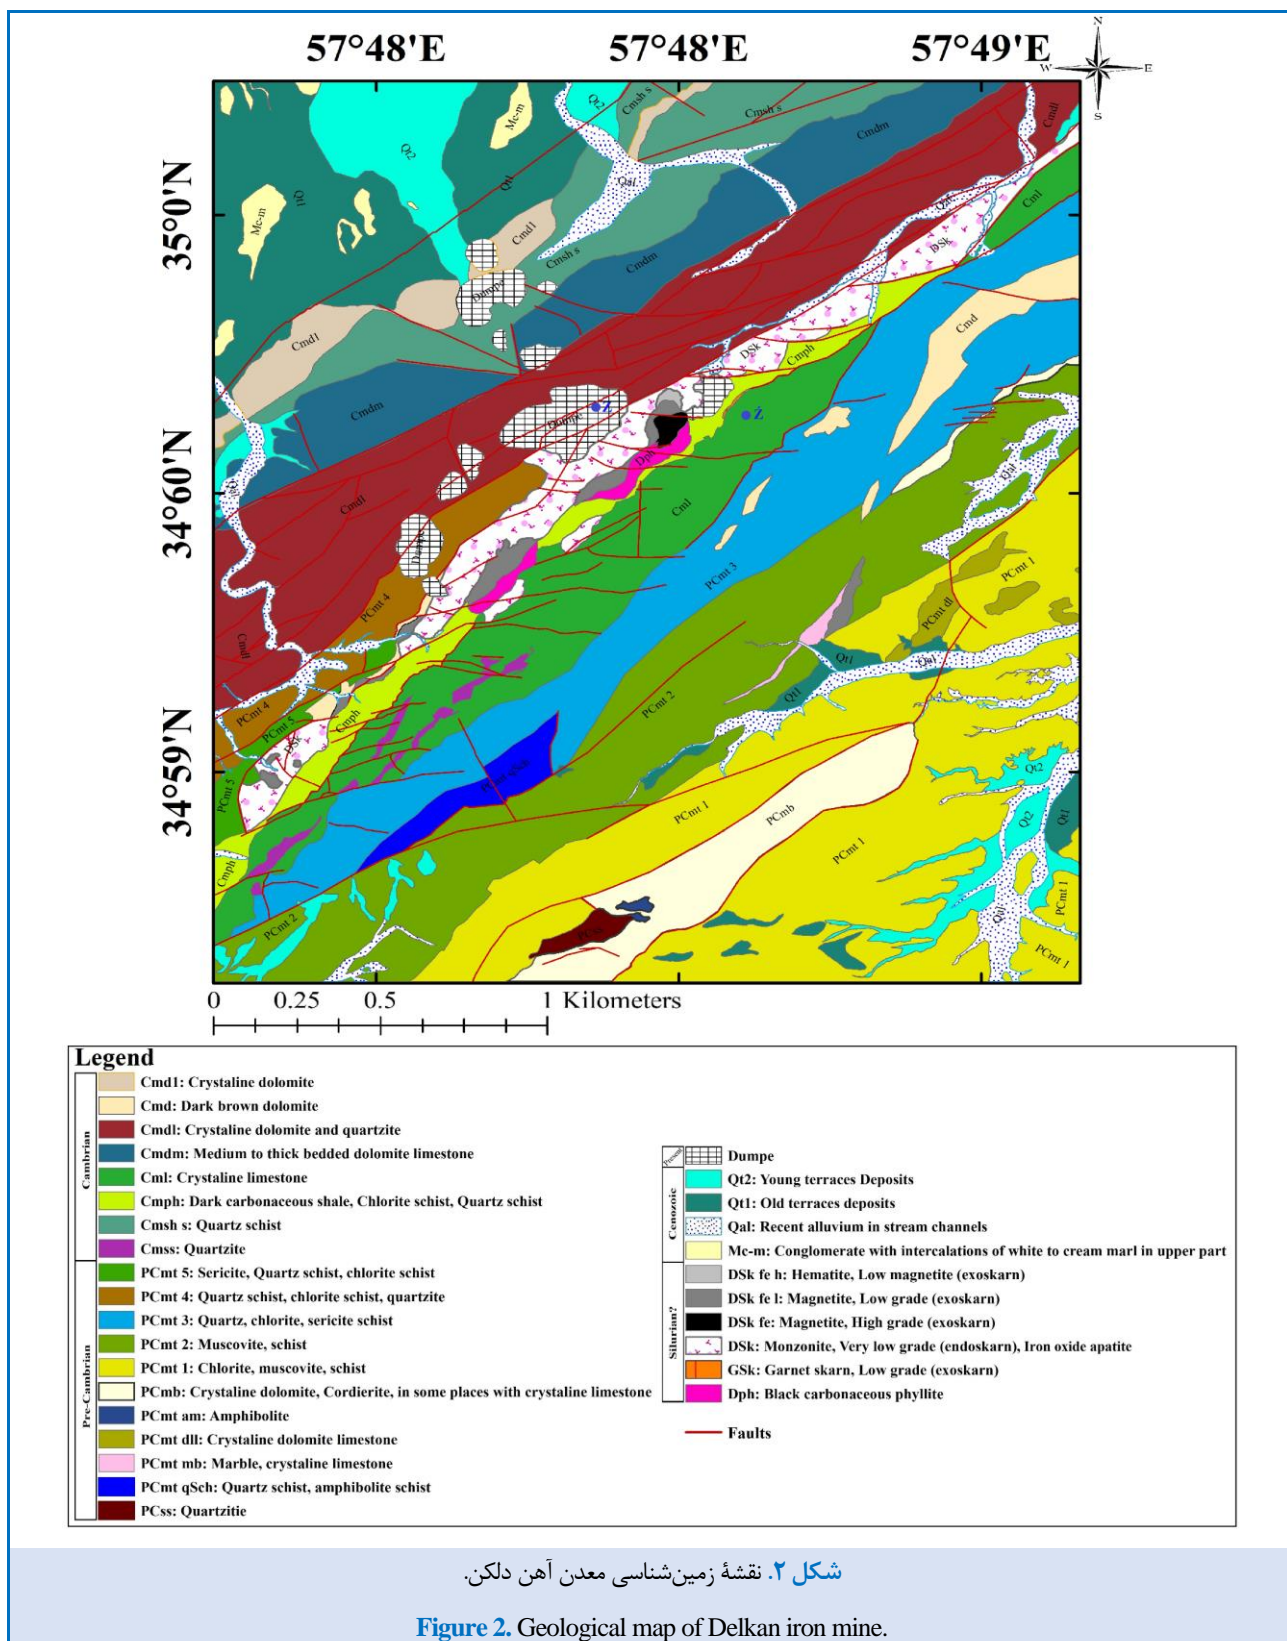 57°48'E 57°48'E 57°49'E
N
W E
S
35°0'N
34°60'N
34°59'N
Cmsh s
Qt2
Mc-m
Cmsh s
Cmdl
Cmdm
Qt2
Qt1
Qal
Qt1
Mc-m
Cmd1
Cmsh s
Cmdm
Qal
DSk
Cml
Dumpe
Cmd1
Cmd
DSk
Cmph
Cmdm
Ż
Ż
Dumpe
Dph
Qal
Qal
Cmdl
Cml
Dumpe
PCmt 3
PCmt 1
PCmt 4
PCmt dl
Cmdl
Qt1
Qal
PCmt 2
Qt1
PCmt 4
Cmph
PCmt 5
DSk
PCmt qSch
PCmt 5
Qt2
PCmt 1
PCmb
Qt2
Qt1
PCmt 1
Cmph
PCmt 1
PCmt 2
PCss
Qal
PCmt 1
0 0.25 0.5 1 Kilometers
Legend
Cambrian
Cmd1: Crystaline dolomite
Cmd: Dark brown dolomite
Cmdl: Crystaline dolomite and quartzite
Cmdm: Medium to thick bedded dolomite limestone
Cml: Crystaline limestone
Cmph: Dark carbonaceous shale, Chlorite schist, Quartz schist
Cmsh s: Quartz schist
Cmss: Quartzite
Pre-Cambrian
PCmt 5: Sericite, Quartz schist, chlorite schist
PCmt 4: Quartz schist, chlorite schist, quartzite
PCmt 3: Quartz, chlorite, sericite schist
PCmt 2: Muscovite, schist
PCmt 1: Chlorite, muscovite, schist
PCmb: Crystaline dolomite, Cordierite, in some places with crystaline limestone
PCmt am: Amphibolite
PCmt dll: Crystaline dolomite limestone
PCmt mb: Marble, crystaline limestone
PCmt qSch: Quartz schist, amphibolite schist
PCss: Quartzitie
Present
Dumpe
Cenozoic
Qt2: Young terraces Deposits
Qt1: Old terraces deposits
Qal: Recent alluvium in stream channels
Mc-m: Conglomerate with intercalations of white to cream marl in upper part
Silurian?
DSk fe h: Hematite, Low magnetite (exoskarn)
DSk fe l: Magnetite, Low grade (exoskarn)
DSk fe: Magnetite, High grade (exoskarn)
DSk: Monzonite, Very low grade (endoskarn), Iron oxide apatite
GSk: Garnet skarn, Low grade (exoskarn)
Dph: Black carbonaceous phyllite
Faults
شکل ۲. نقشۀ زمین‌شناسی معدن آهن دلکن.
Figure 2. Geological map of Delkan iron mine.